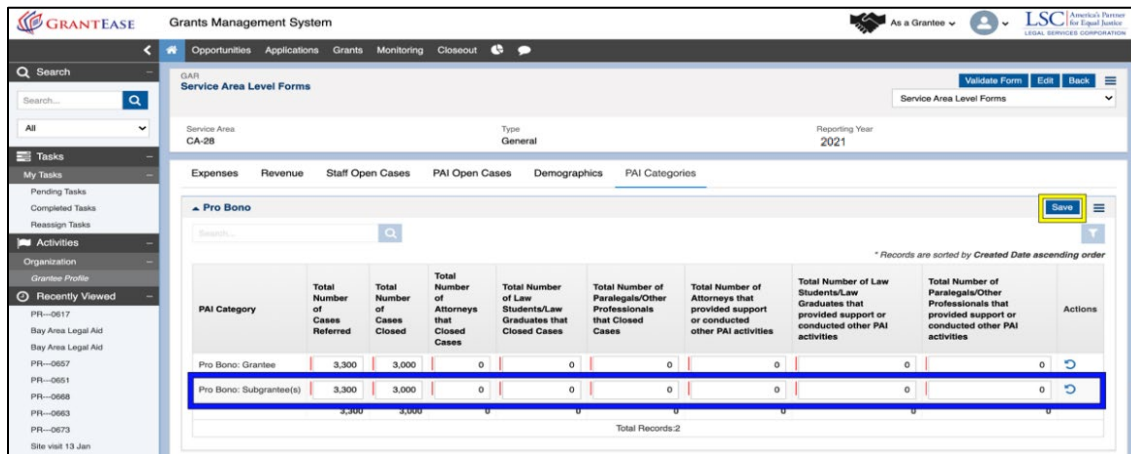 GRANTEASE
Grants Management System
As a Grantee
LSC America's Partner
for Equal Justice
LEGAL SERVICES CORPORATION
Opportunities Applications Grants Monitoring Closeout
Search
Search...
All
Tasks
My Tasks
Pending Tasks
Completed Tasks
Reassign Tasks
Activities
Organization
Grantee Profile
Recently Viewed
PR---0617
Bay Area Legal Aid
Bay Area Legal Aid
PR---0657
PR---0651
PR---0668
PR---0663
PR---0673
Site visit 13 Jan
GAR
Service Area Level Forms
Validate Form Edit Back
Service Area Level Forms
Service Area
CA-28
Type
General
Reporting Year
2021
Expenses Revenue Staff Open Cases PAI Open Cases Demographics PAI Categories
Pro Bono
Save
Search...
* Records are sorted by Created Date ascending order
PAI Category
Total
Number
of
Cases
Referred
Total
Number
of
Cases
Closed
Total
Number
of
Attorneys
that
Closed
Cases
Total Number
of Law
Students/Law
Graduates that
Closed Cases
Total Number of
Paralegals/Other
Professionals
that Closed
Cases
Total Number of
Attorneys that
provided support
or conducted
other PAI activities
Total Number of Law
Students/Law
Graduates that
provided support or
conducted other PAI
activities
Total Number of
Paralegals/Other
Professionals that
provided support or
conducted other PAI
activities
Actions
Pro Bono: Grantee 3,300 3,000 0 0 0 0 0 0
Pro Bono: Subgrantee(s) 3,300 3,000 0 0 0 0 0 0
3,300 3,000 0 0 0 0 0 0
Total Records:2